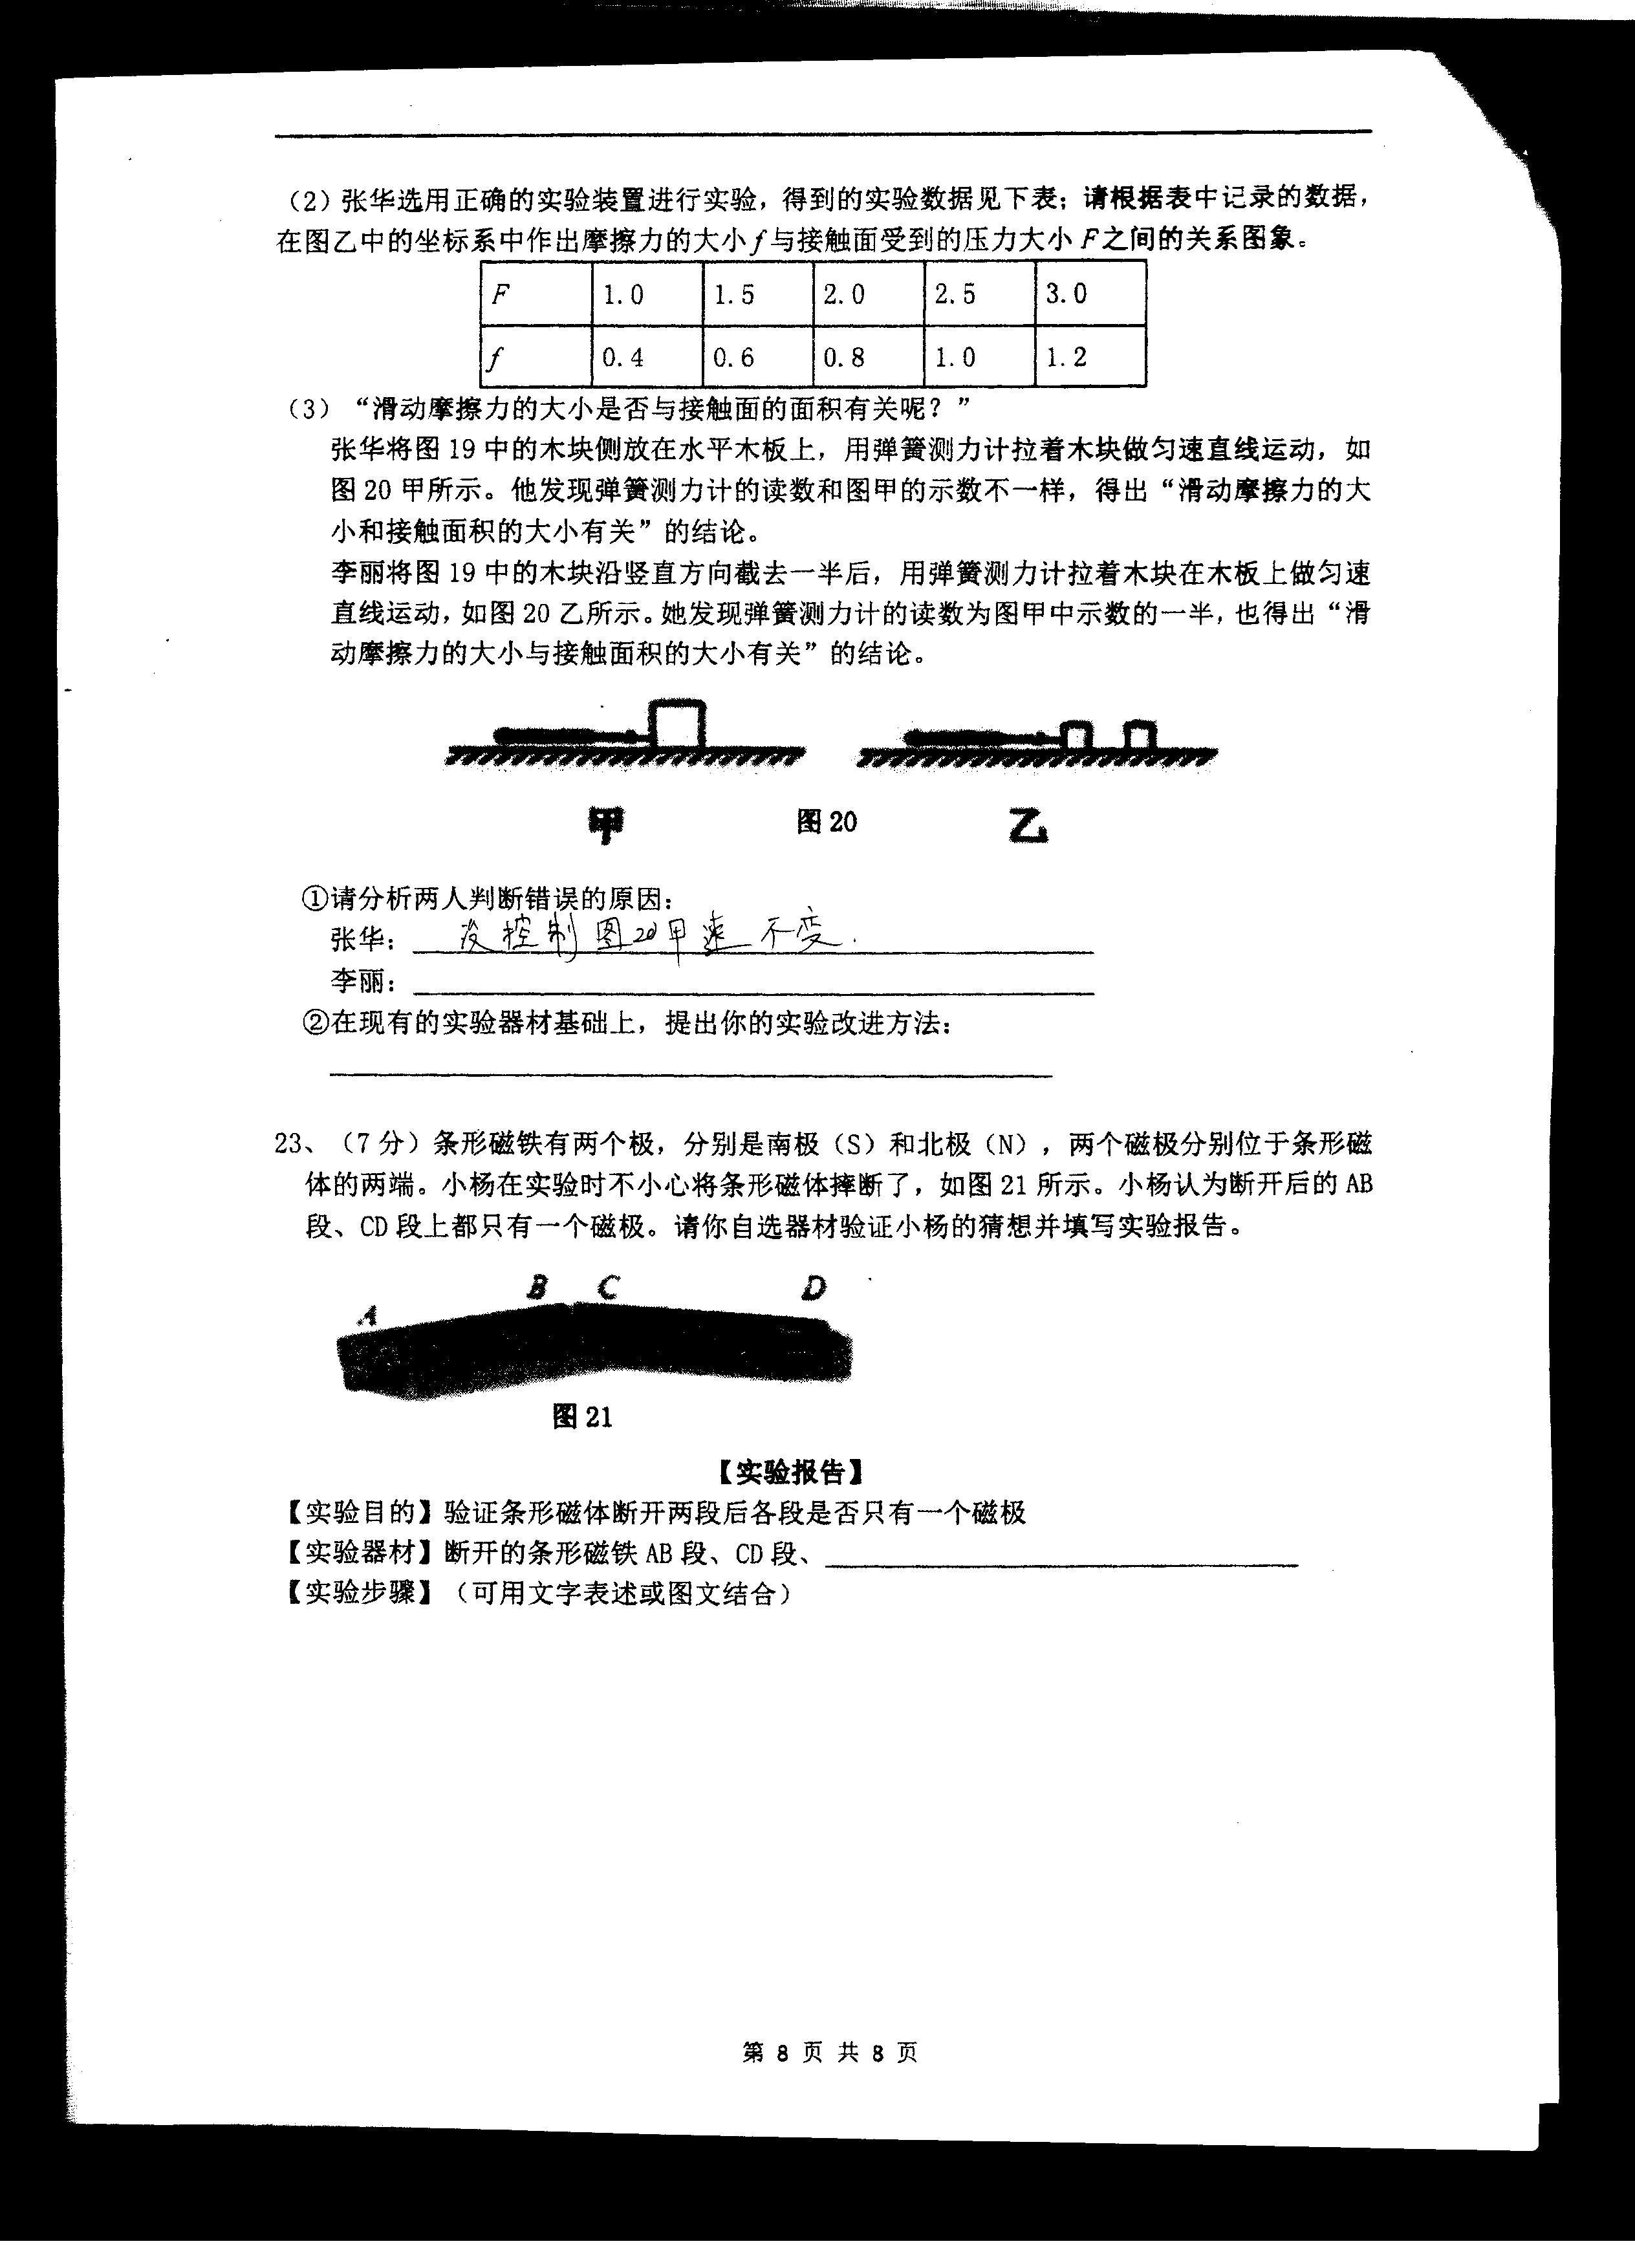 （2）张华选用正确的实验装置进行实验，得到的实验数据见下表；请根据表中记录的数据，
在图乙中的坐标系中作出摩擦力的大小f与接触面受到的压力大小F之间的关系图象。
F 1.0 1.5 2.0 2.5 3.0
f 0.4 0.6 0.8 1.0 1.2
（3）“滑动摩擦力的大小是否与接触面的面积有关呢？”
张华将图 19 中的木块侧放在水平木板上，用弹簧测力计拉着木块做匀速直线运动，如
图 20 甲所示。他发现弹簧测力计的读数和图甲的示数不一样，得出“滑动摩擦力的大
小和接触面积的大小有关”的结论。
李丽将图 19 中的木块沿竖直方向截去一半后，用弹簧测力计拉着木块在木板上做匀速
直线运动，如图 20 乙所示。她发现弹簧测力计的读数为图甲中示数的一半，也得出“滑
动摩擦力的大小与接触面积的大小有关”的结论。
甲 图 20 乙
①请分析两人判断错误的原因：
张华：没控制图20甲速不变.
李丽：
②在现有的实验器材基础上，提出你的实验改进方法：
23、（7 分）条形磁铁有两个极，分别是南极（S）和北极（N），两个磁极分别位于条形磁
体的两端。小杨在实验时不小心将条形磁体摔断了，如图 21 所示。小杨认为断开后的 AB
段、CD 段上都只有一个磁极。请你自选器材验证小杨的猜想并填写实验报告。
A B C D
图 21
【实验报告】
【实验目的】验证条形磁体断开两段后各段是否只有一个磁极
【实验器材】断开的条形磁铁 AB 段、CD 段、
【实验步骤】（可用文字表述或图文结合）
第 8 页 共 8 页